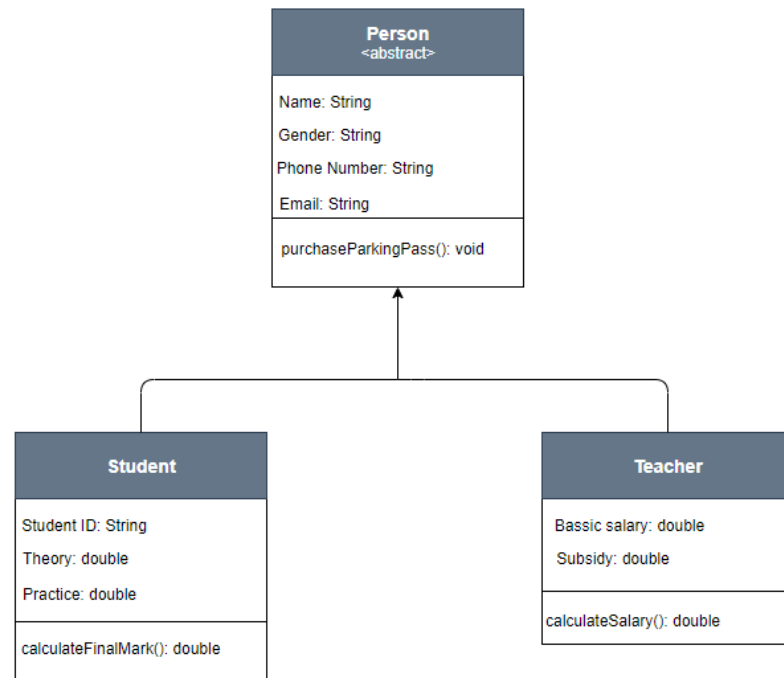 Person
<abstract>
Name: String
Gender: String
Phone Number: String
Email: String
purchaseParkingPass(): void
Student
Student ID: String
Theory: double
Practice: double
calculateFinalMark(): double
Teacher
Bassic salary: double
Subsidy: double
calculateSalary(): double